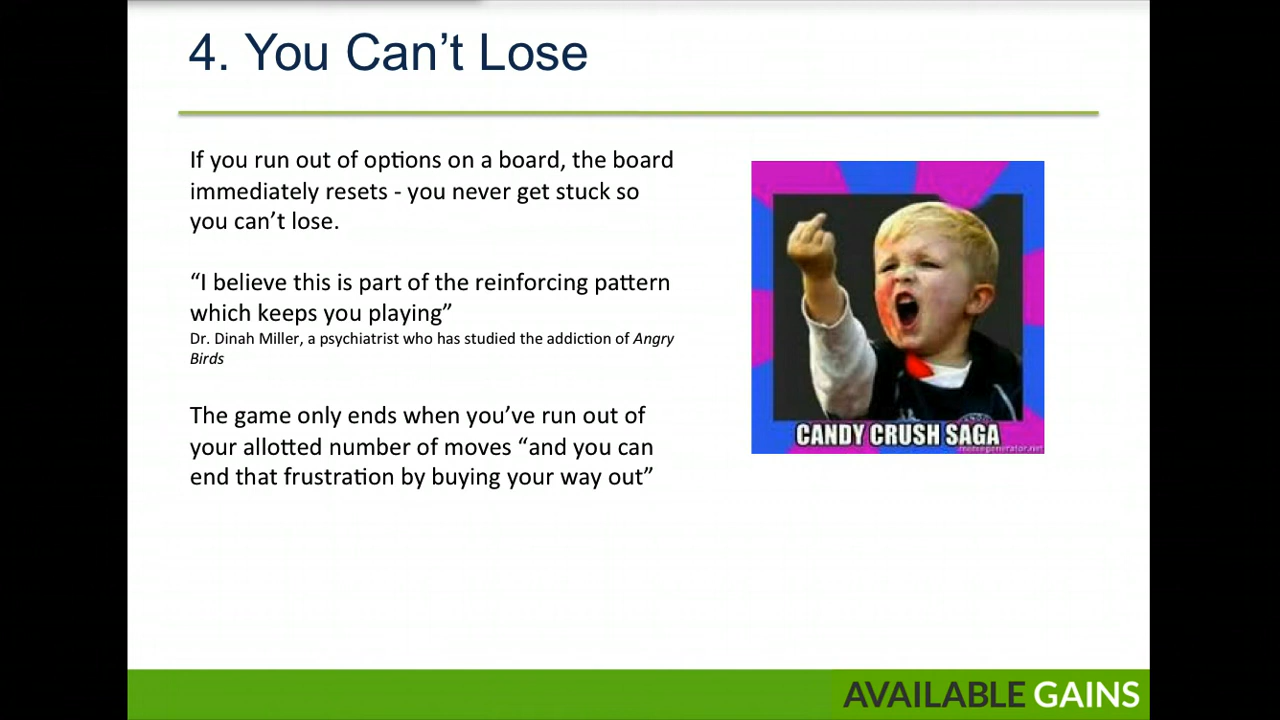 4. You Can’t Lose
If you run out of options on a board, the board
immediately resets - you never get stuck so
you can’t lose.
“I believe this is part of the reinforcing pattern
which keeps you playing”
Dr. Dinah Miller, a psychiatrist who has studied the addiction of Angry
Birds
The game only ends when you’ve run out of
your allotted number of moves “and you can
end that frustration by buying your way out”
CANDY CRUSH SAGA
memegenerator.net
AVAILABLE GAINS